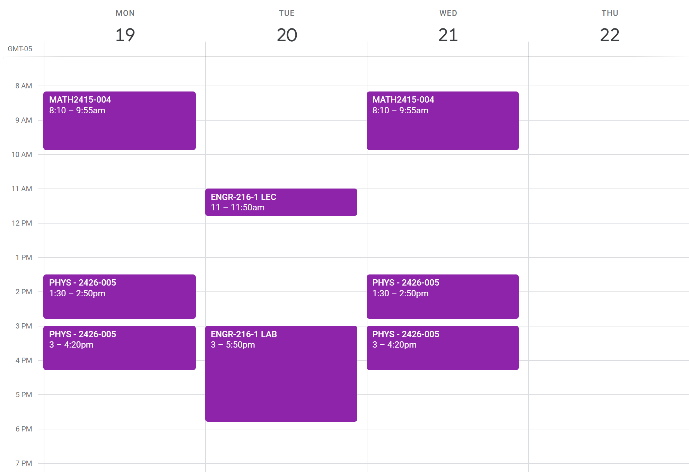 MON
TUE
WED
THU
19
20
21
22
GMT-05
8 AM
9 AM
10 AM
11 AM
12 PM
1 PM
2 PM
3 PM
4 PM
5 PM
6 PM
7 PM
MATH2415-004
8:10 – 9:55am
PHYS - 2426-005
1:30 – 2:50pm
PHYS - 2426-005
3 – 4:20pm
ENGR-216-1 LEC
11 – 11:50am
ENGR-216-1 LAB
3 – 5:50pm
MATH2415-004
8:10 – 9:55am
PHYS - 2426-005
1:30 – 2:50pm
PHYS - 2426-005
3 – 4:20pm